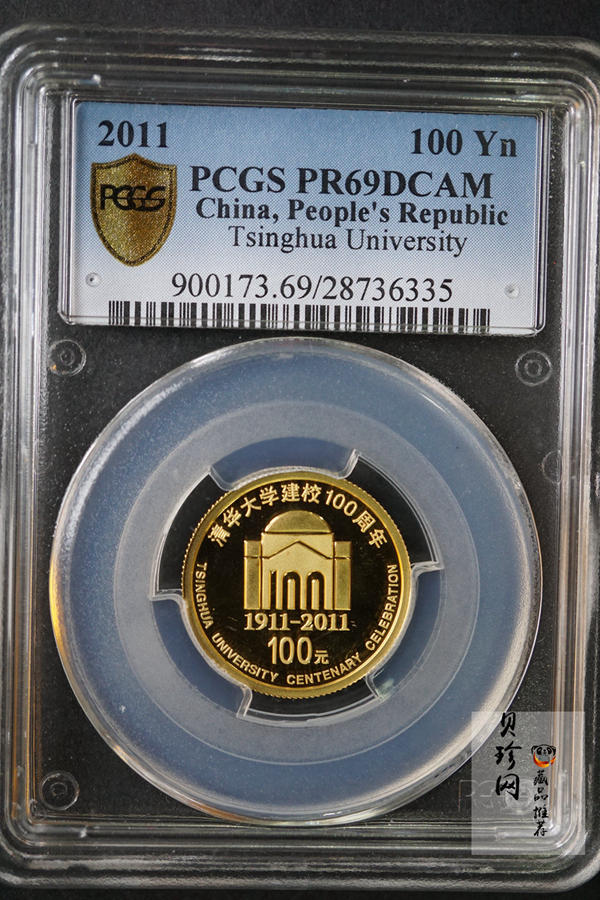 2011
100 Yn
PCGS
PCGS PR69DCAM
China, People's Republic
Tsinghua University
900173.69/28736335
清华大学建校100周年
1911-2011
100元
TSINGHUA UNIVERSITY CENTENARY CELEBRATION
贝珍网
藏品推荐
PCGS